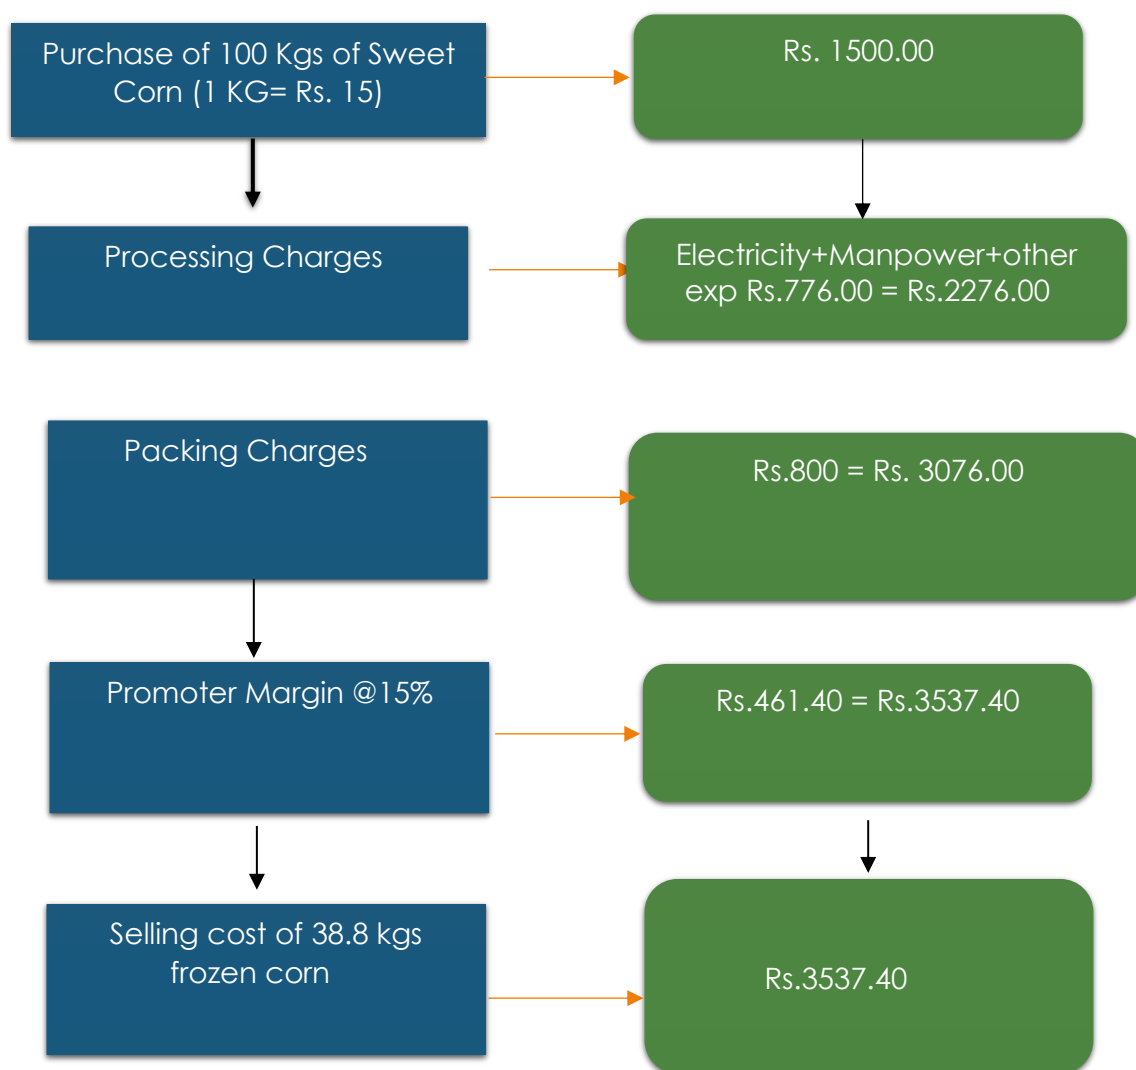 Purchase of 100 Kgs of Sweet
Corn (1 KG= Rs. 15)
Rs. 1500.00
Processing Charges
Electricity+Manpower+other
exp Rs.776.00 = Rs.2276.00
Packing Charges
Rs.800 = Rs. 3076.00
Promoter Margin @15%
Rs.461.40 = Rs.3537.40
Selling cost of 38.8 kgs
frozen corn
Rs.3537.40